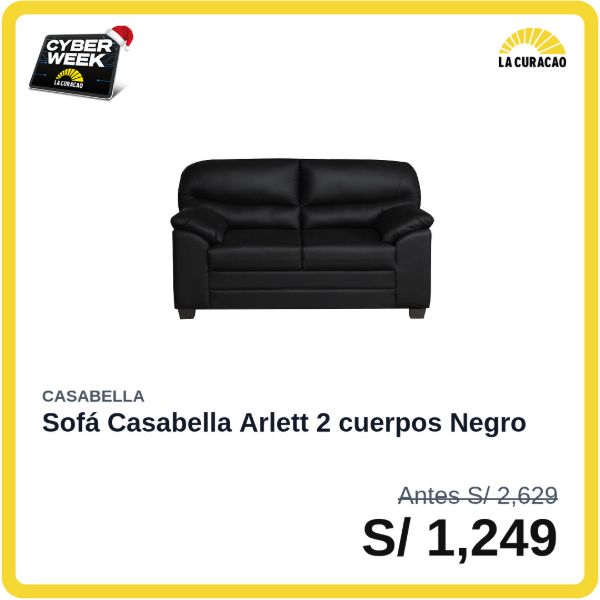 CYBER
WEEK
LA CURACAO
LA CURACAO
CASABELLA
Sofá Casabella Arlett 2 cuerpos Negro
Antes S/ 2,629
S/ 1,249